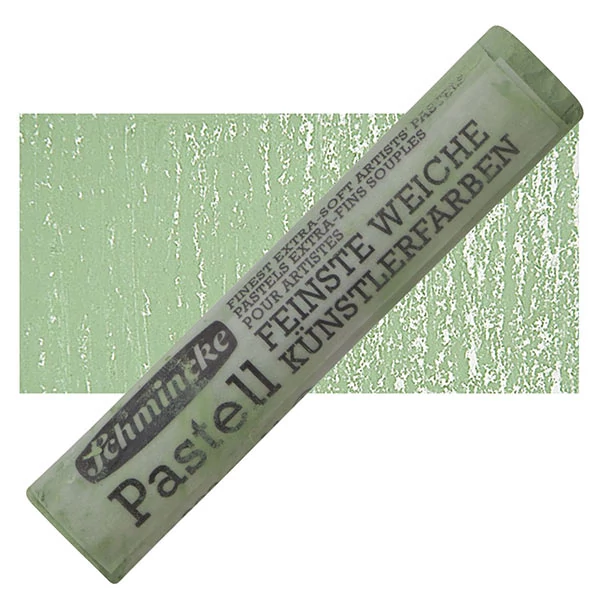 FINEST EXTRA-SOFT ARTISTS' PASTELS
PASTELS EXTRA-FINS SOUPLES
POUR ARTISTES
Schmincke
Pastell FEINSTE WEICHE
KÜNSTLERFARBEN